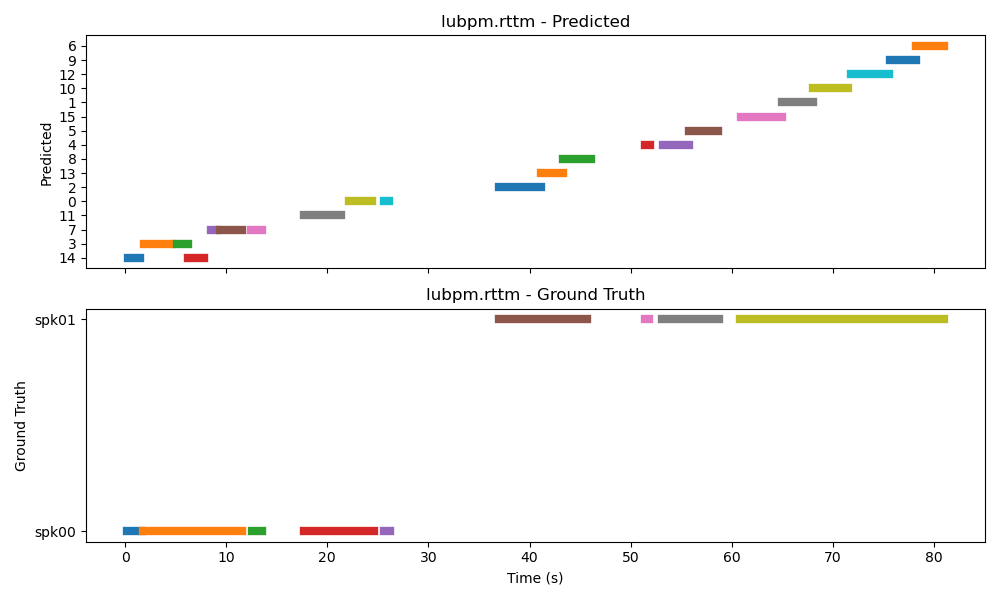 lubpm.rttm - Predicted
6
9
12
10
1
15
5
4
8
13
2
0
11
7
3
14
Predicted
lubpm.rttm - Ground Truth
spk01
spk00
Ground Truth
0 10 20 30 40 50 60 70 80
Time (s)